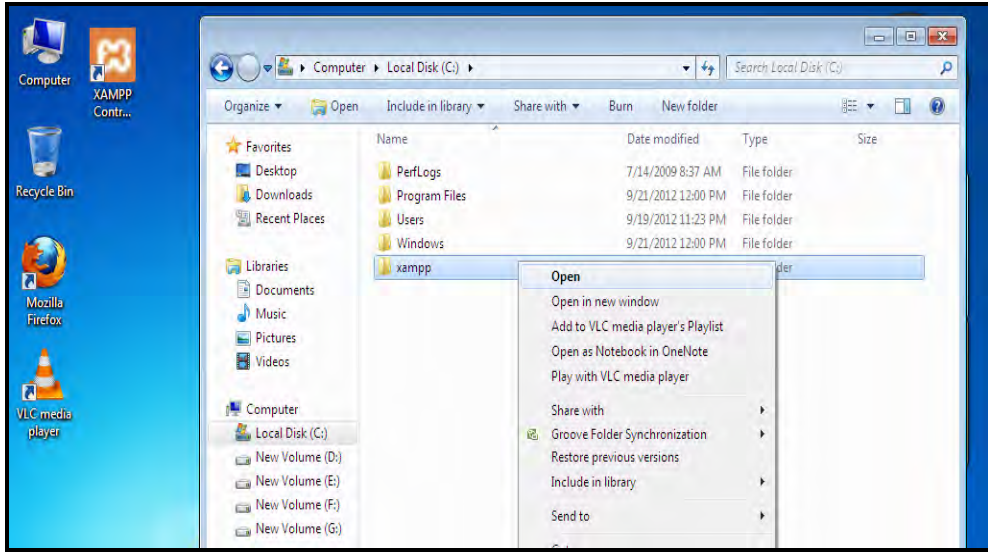 Computer
XAMPP
Contr...
Recycle Bin
Mozilla
Firefox
VLC media
player
Computer Local Disk (C:)
Search Local Disk (C:)
Organize Open Include in library Share with Burn New folder
Name Date modified Type Size
Favorites
Desktop
Downloads
Recent Places
Libraries
Documents
Music
Pictures
Videos
Computer
Local Disk (C:)
New Volume (D:)
New Volume (E:)
New Volume (F:)
New Volume (G:)
PerfLogs 7/14/2009 8:37 AM File folder
Program Files 9/21/2012 12:00 PM File folder
Users 9/19/2012 11:23 PM File folder
Windows 9/21/2012 12:00 PM File folder
xampp der
Open
Open in new window
Add to VLC media player's Playlist
Open as Notebook in OneNote
Play with VLC media player
Share with
Groove Folder Synchronization
Restore previous versions
Include in library
Send to